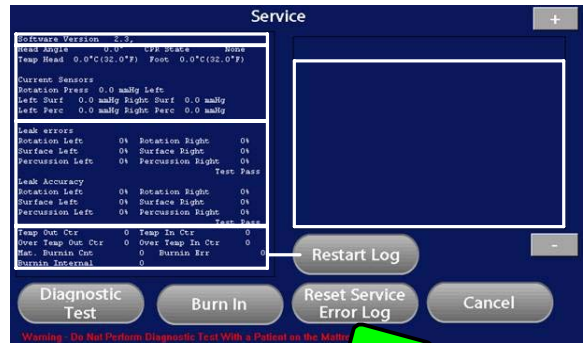 Service
+
Software Version 2.3,
Head Angle 0.0° CPR State None
Temp Head 0.0°C(32.0°F) Foot 0.0°C(32.0°F)
Current Sensors
Rotation Press 0.0 mmHg Left
Left Surf 0.0 mmHg Right Surf 0.0 mmHg
Left Perc 0.0 mmHg Right Perc 0.0 mmHg
Leak errors
Rotation Left 0% Rotation Right 0%
Surface Left 0% Surface Right 0%
Percussion Left 0% Percussion Right 0%
Test Pass
Leak Accuracy
Rotation Left 0% Rotation Right 0%
Surface Left 0% Surface Right 0%
Percussion Left 0% Percussion Right 0%
Test Pass
Temp Out Ctr 0 Temp In Ctr 0
Over Temp Out Ctr 0 Over Temp In Ctr 0
Mat. Burnin Cnt 0 Burnin Err 0
Burnin Internal 0
-
Restart Log
Diagnostic Test
Burn In
Reset Service Error Log
Cancel
Warning - Do Not Perform Diagnostic Test With a Patient on the Mattre